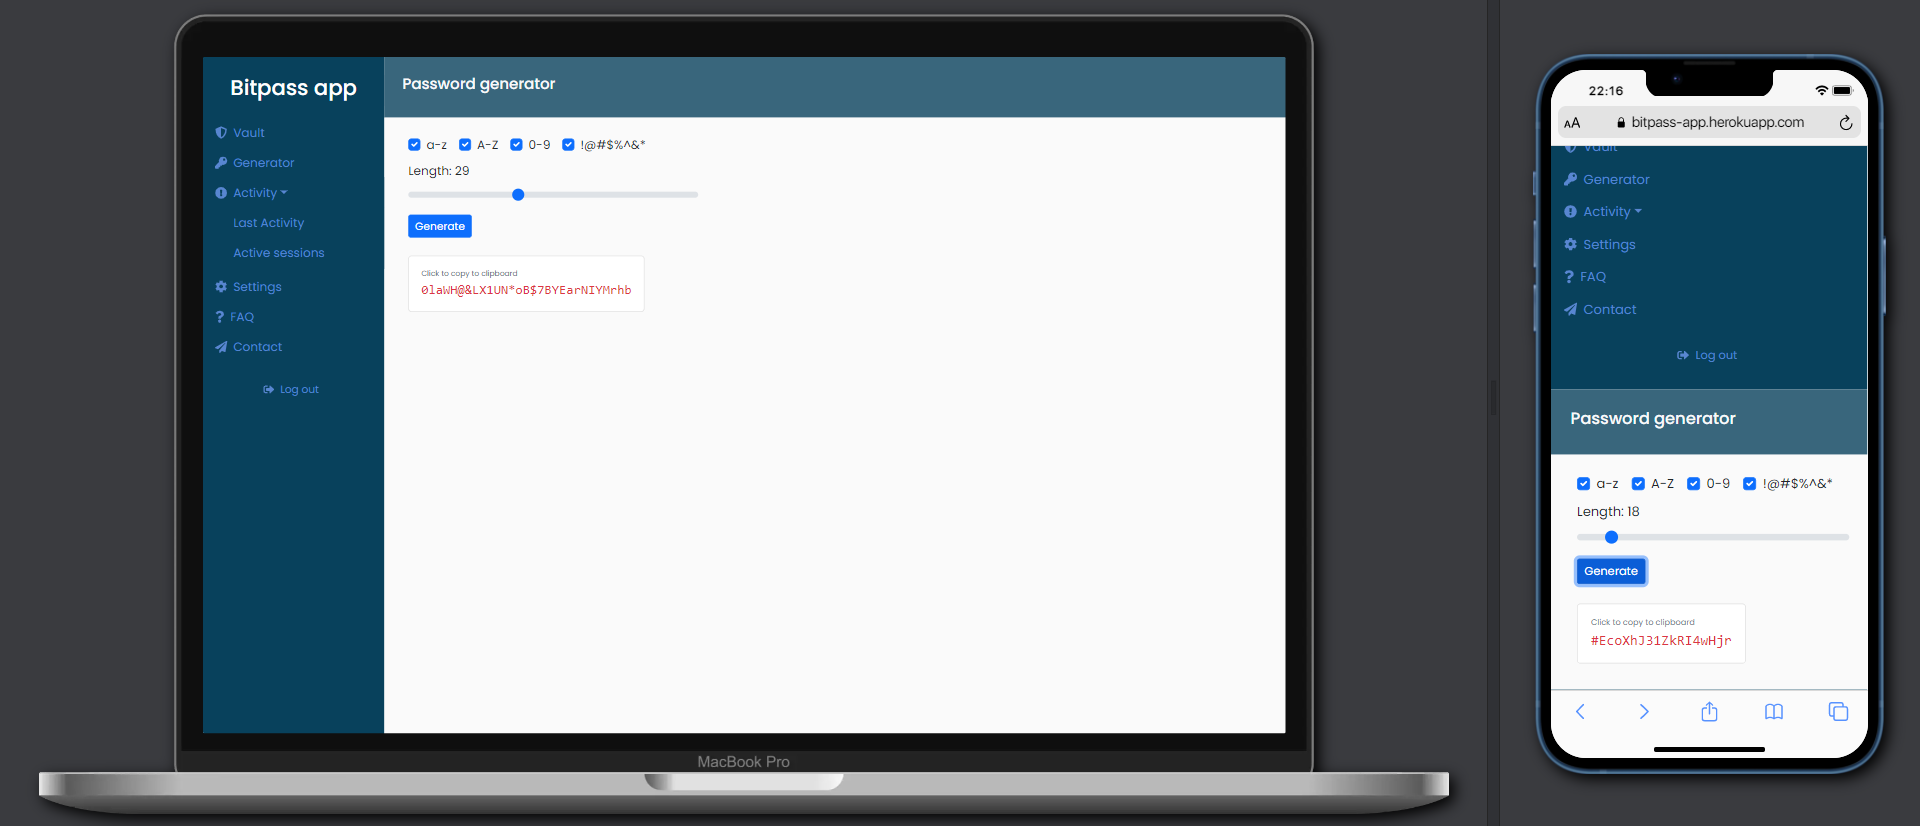 Bitpass app
Vault
Generator
Activity
Last Activity
Active sessions
Settings
FAQ
Contact
Log out
Password generator
a-z A-Z 0-9 !@#$%^&*
Length: 29
Generate
Click to copy to clipboard
0laWH@&LX1UN*oB$7BYEarNIYMrhb
MacBook Pro
22:16
AA bitpass-app.herokuapp.com
Vault
Generator
Activity
Settings
FAQ
Contact
Log out
Password generator
a-z A-Z 0-9 !@#$%^&*
Length: 18
Generate
Click to copy to clipboard
#EcoXhJ31ZkRI4wHjr